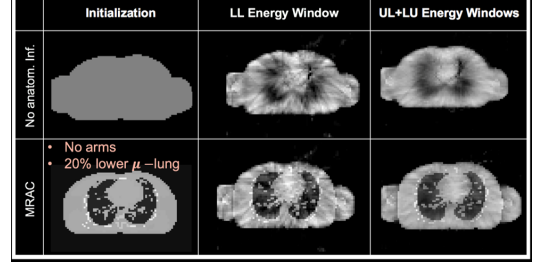 Initialization
LL Energy Window
UL+LU Energy Windows
No anatom. Inf.
MRAC
• No arms
• 20% lower μ –lung